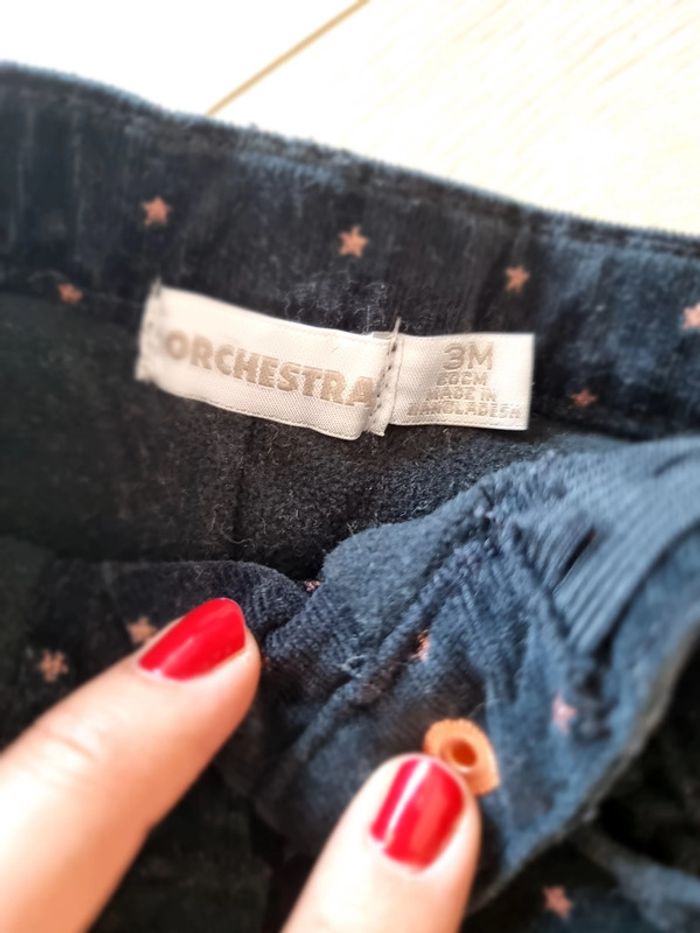 ORCHESTRA
3M
60CM
MADE IN
BANGLADESH